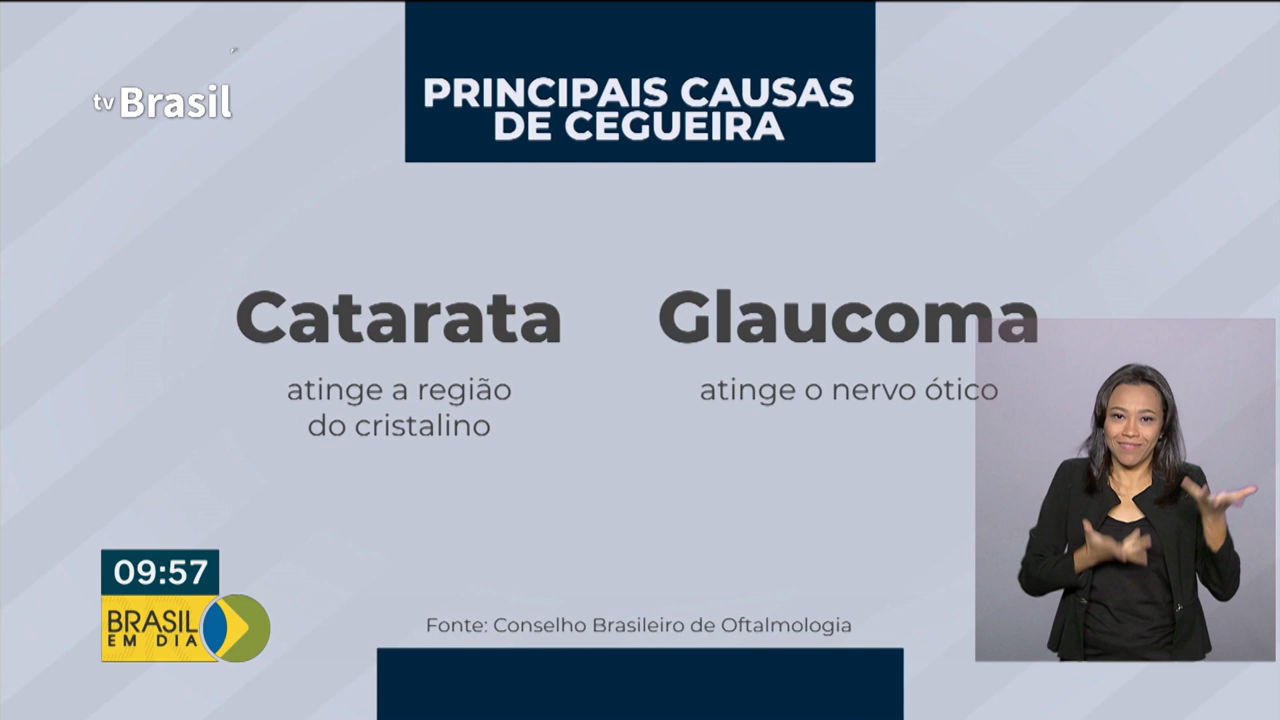 tv Brasil
PRINCIPAIS CAUSAS
DE CEGUEIRA
Catarata
atinge a região
do cristalino
Glaucoma
atinge o nervo ótico
09:57
BRASIL
EM DIA
Fonte: Conselho Brasileiro de Oftalmologia